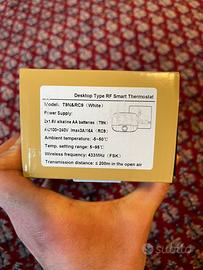 Desktop Type RF Smart Thermostat
Model: T9N&RC9 (White)
Power Supply:
2x1.5V alkaline AA batteries (T9N)
AC100~240V Imax3A/16A (RC9)
Ambient temperature: -5~50℃
Temp. setting range: 5~95℃
Wireless frequency: 433MHz (FSK)
Transmission distance: ≤ 200m in the open air
subito